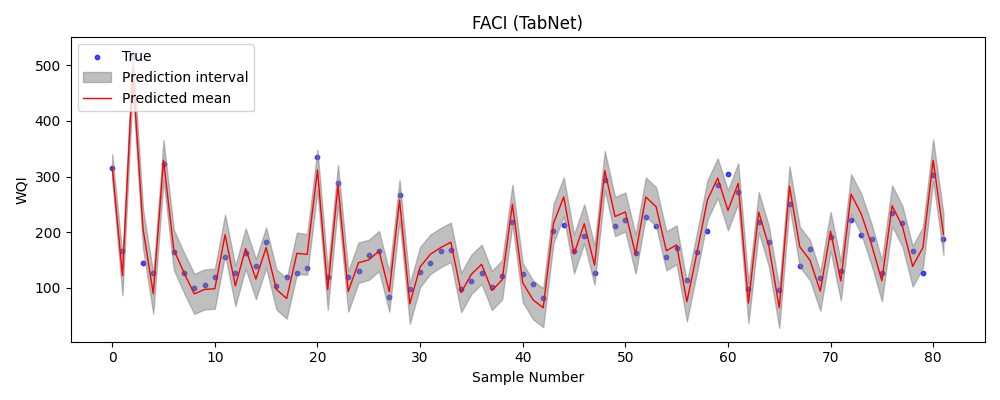 FACI (TabNet)
True
Prediction interval
Predicted mean
WQI
500
400
300
200
100
0 10 20 30 40 50 60 70 80
Sample Number